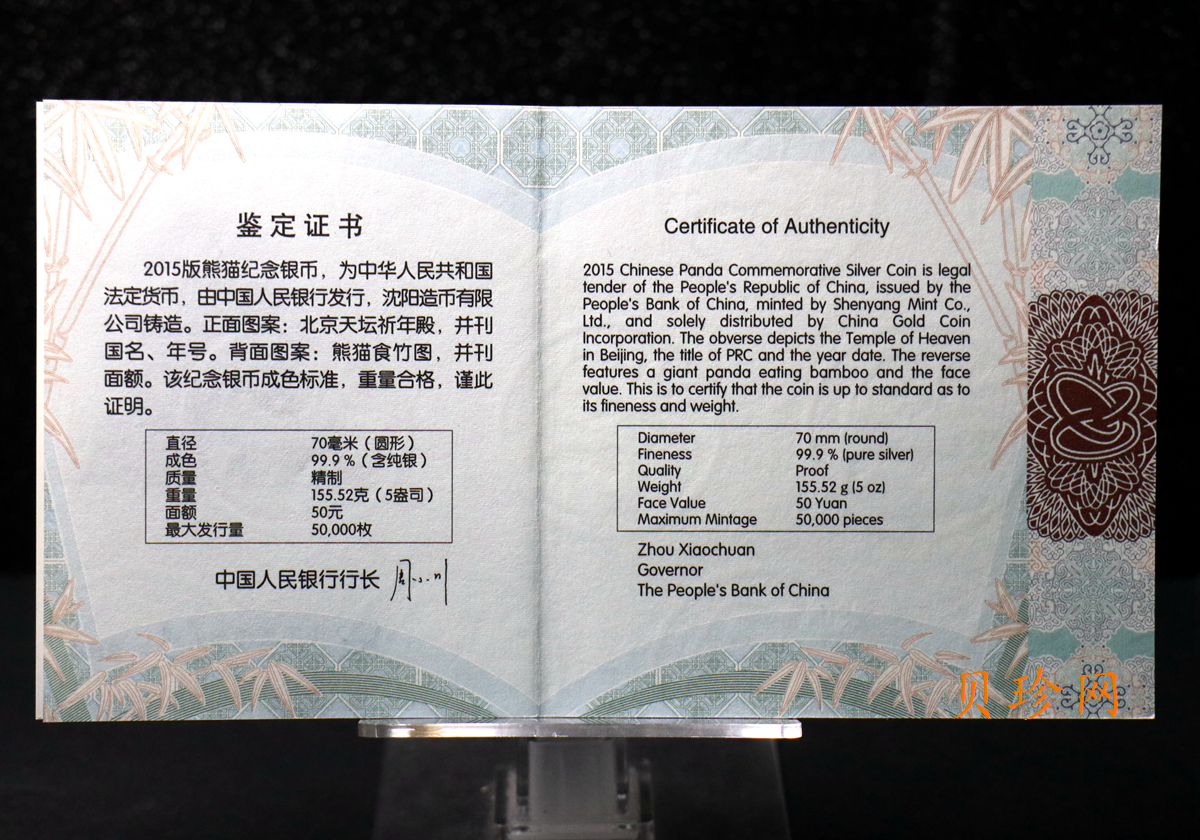 鉴定证书
2015版熊猫纪念银币，为中华人民共和国
法定货币，由中国人民银行发行，沈阳造币有限
公司铸造。正面图案：北京天坛祈年殿，并刊
国名、年号。背面图案：熊猫食竹图，并刊
面额。该纪念银币成色标准，重量合格，谨此
证明。
直径 70毫米（圆形）
成色 99.9 %（含纯银）
质量 精制
重量 155.52克（5盎司）
面额 50元
最大发行量 50,000枚
中国人民银行行长 周小川
Certificate of Authenticity
2015 Chinese Panda Commemorative Silver Coin is legal
tender of the People's Republic of China, issued by the
People's Bank of China, minted by Shenyang Mint Co.,
Ltd., and solely distributed by China Gold Coin
Incorporation. The obverse depicts the Temple of Heaven
in Beijing, the title of PRC and the year date. The reverse
features a giant panda eating bamboo and the face
value. This is to certify that the coin is up to standard as to
its fineness and weight.
Diameter 70 mm (round)
Fineness 99.9 % (pure silver)
Quality Proof
Weight 155.52 g (5 oz)
Face Value 50 Yuan
Maximum Mintage 50,000 pieces
Zhou Xiaochuan
Governor
The People's Bank of China
贝珍网